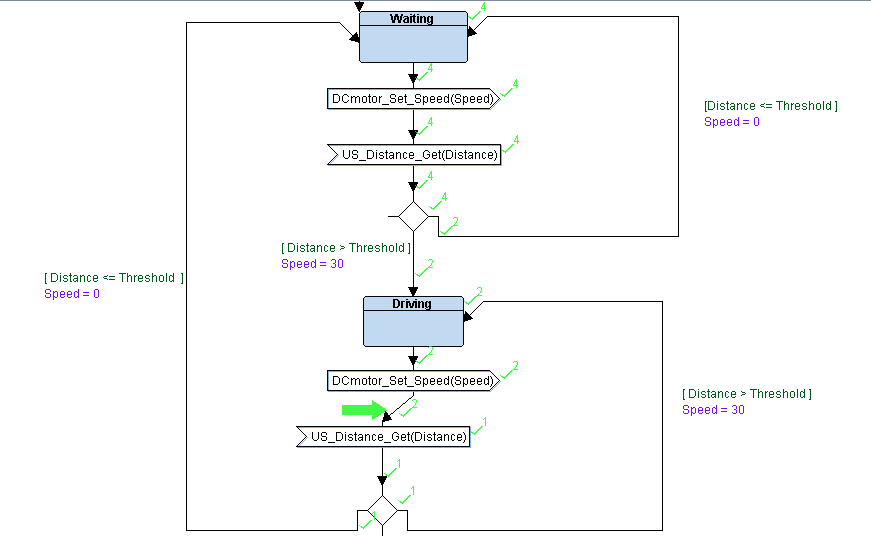 Waiting
4
4
DCmotor_Set_Speed(Speed)
4
[Distance <= Threshold ]
Speed = 0
4
US_Distance_Get(Distance)
4
4
4
2
[ Distance > Threshold ]
Speed = 30
2
[ Distance <= Threshold ]
Speed = 0
Driving
2
2
DCmotor_Set_Speed(Speed)
2
[ Distance > Threshold ]
Speed = 30
2
US_Distance_Get(Distance)
1
1
1
1